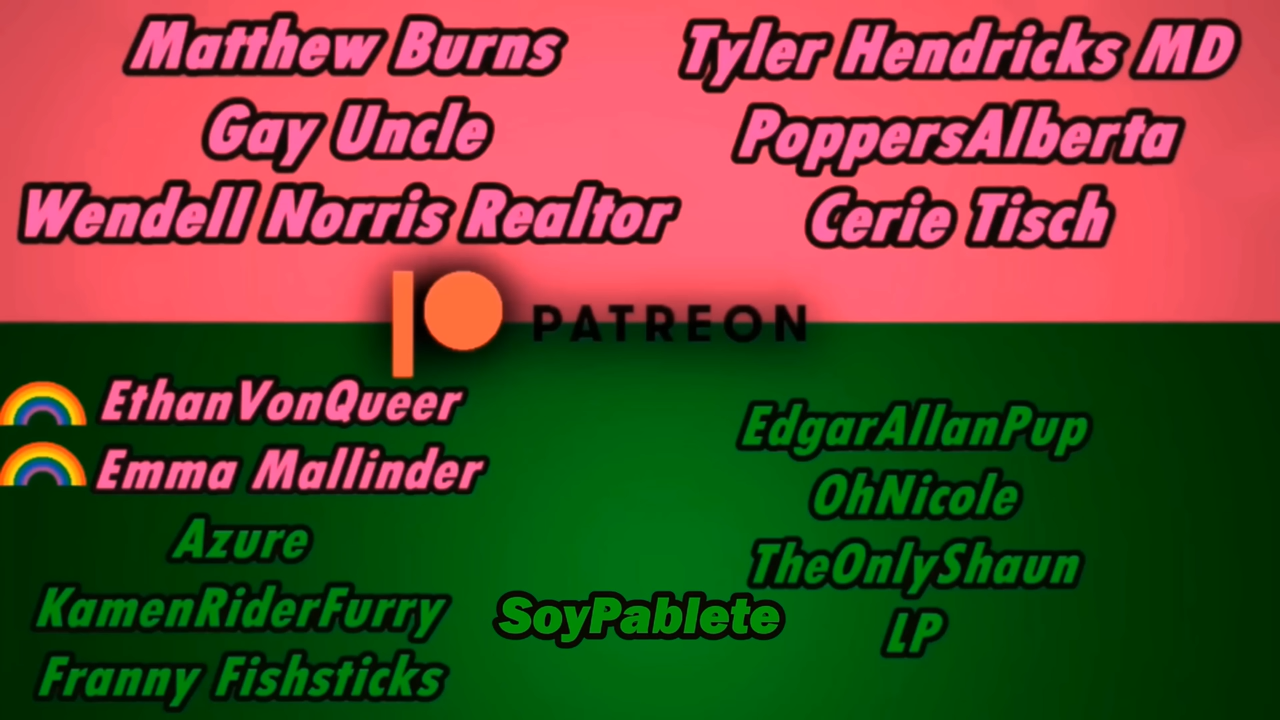 Matthew Burns
Gay Uncle
Wendell Norris Realtor
Tyler Hendricks MD
PoppersAlberta
Cerie Tisch
PATREON
EthanVonQueer
Emma Mallinder
Azure
KamenRiderFurry
Franny Fishsticks
SoyPablete
EdgarAllanPup
OhNicole
TheOnlyShaun
LP